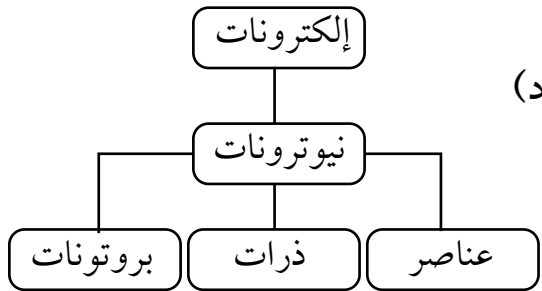 إلكترونات
د)
نيوترونات
عناصر ذرات بروتونات